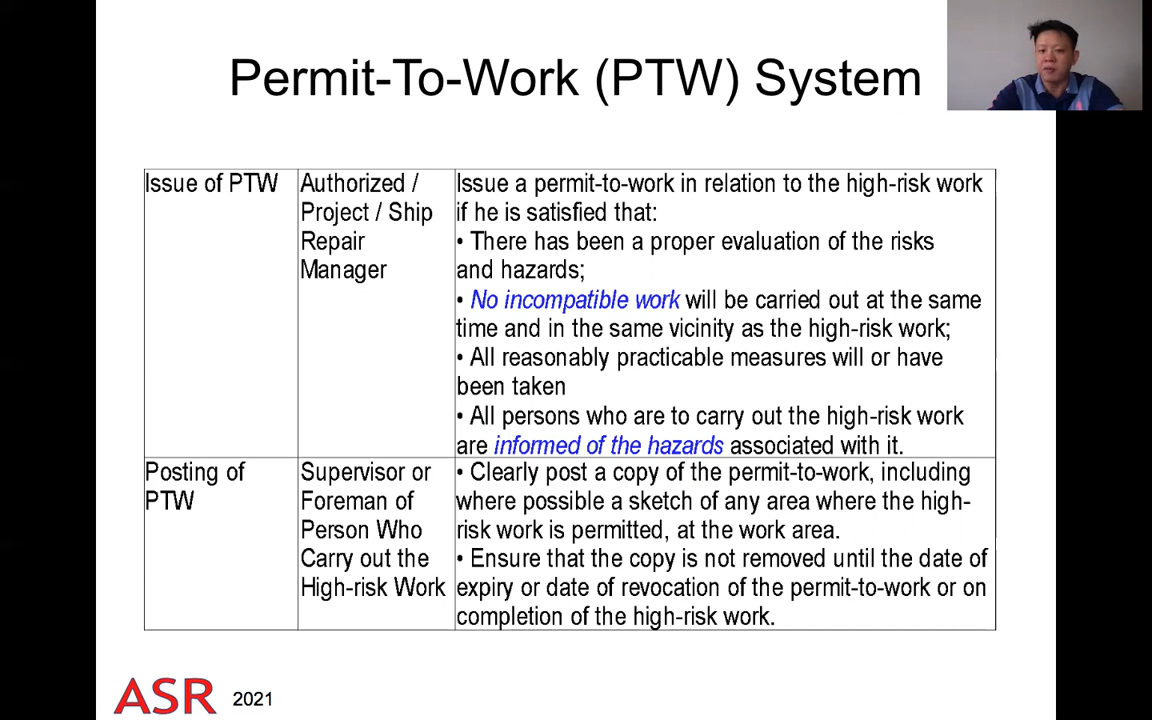 Permit-To-Work (PTW) System
Issue of PTW
Authorized /
Project / Ship
Repair
Manager
Issue a permit-to-work in relation to the high-risk work
if he is satisfied that:
• There has been a proper evaluation of the risks
and hazards;
• No incompatible work will be carried out at the same
time and in the same vicinity as the high-risk work;
• All reasonably practicable measures will or have
been taken
• All persons who are to carry out the high-risk work
are informed of the hazards associated with it.
Posting of
PTW
Supervisor or
Foreman of
Person Who
Carry out the
High-risk Work
• Clearly post a copy of the permit-to-work, including
where possible a sketch of any area where the high-
risk work is permitted, at the work area.
• Ensure that the copy is not removed until the date of
expiry or date of revocation of the permit-to-work or on
completion of the high-risk work.
ASR 2021